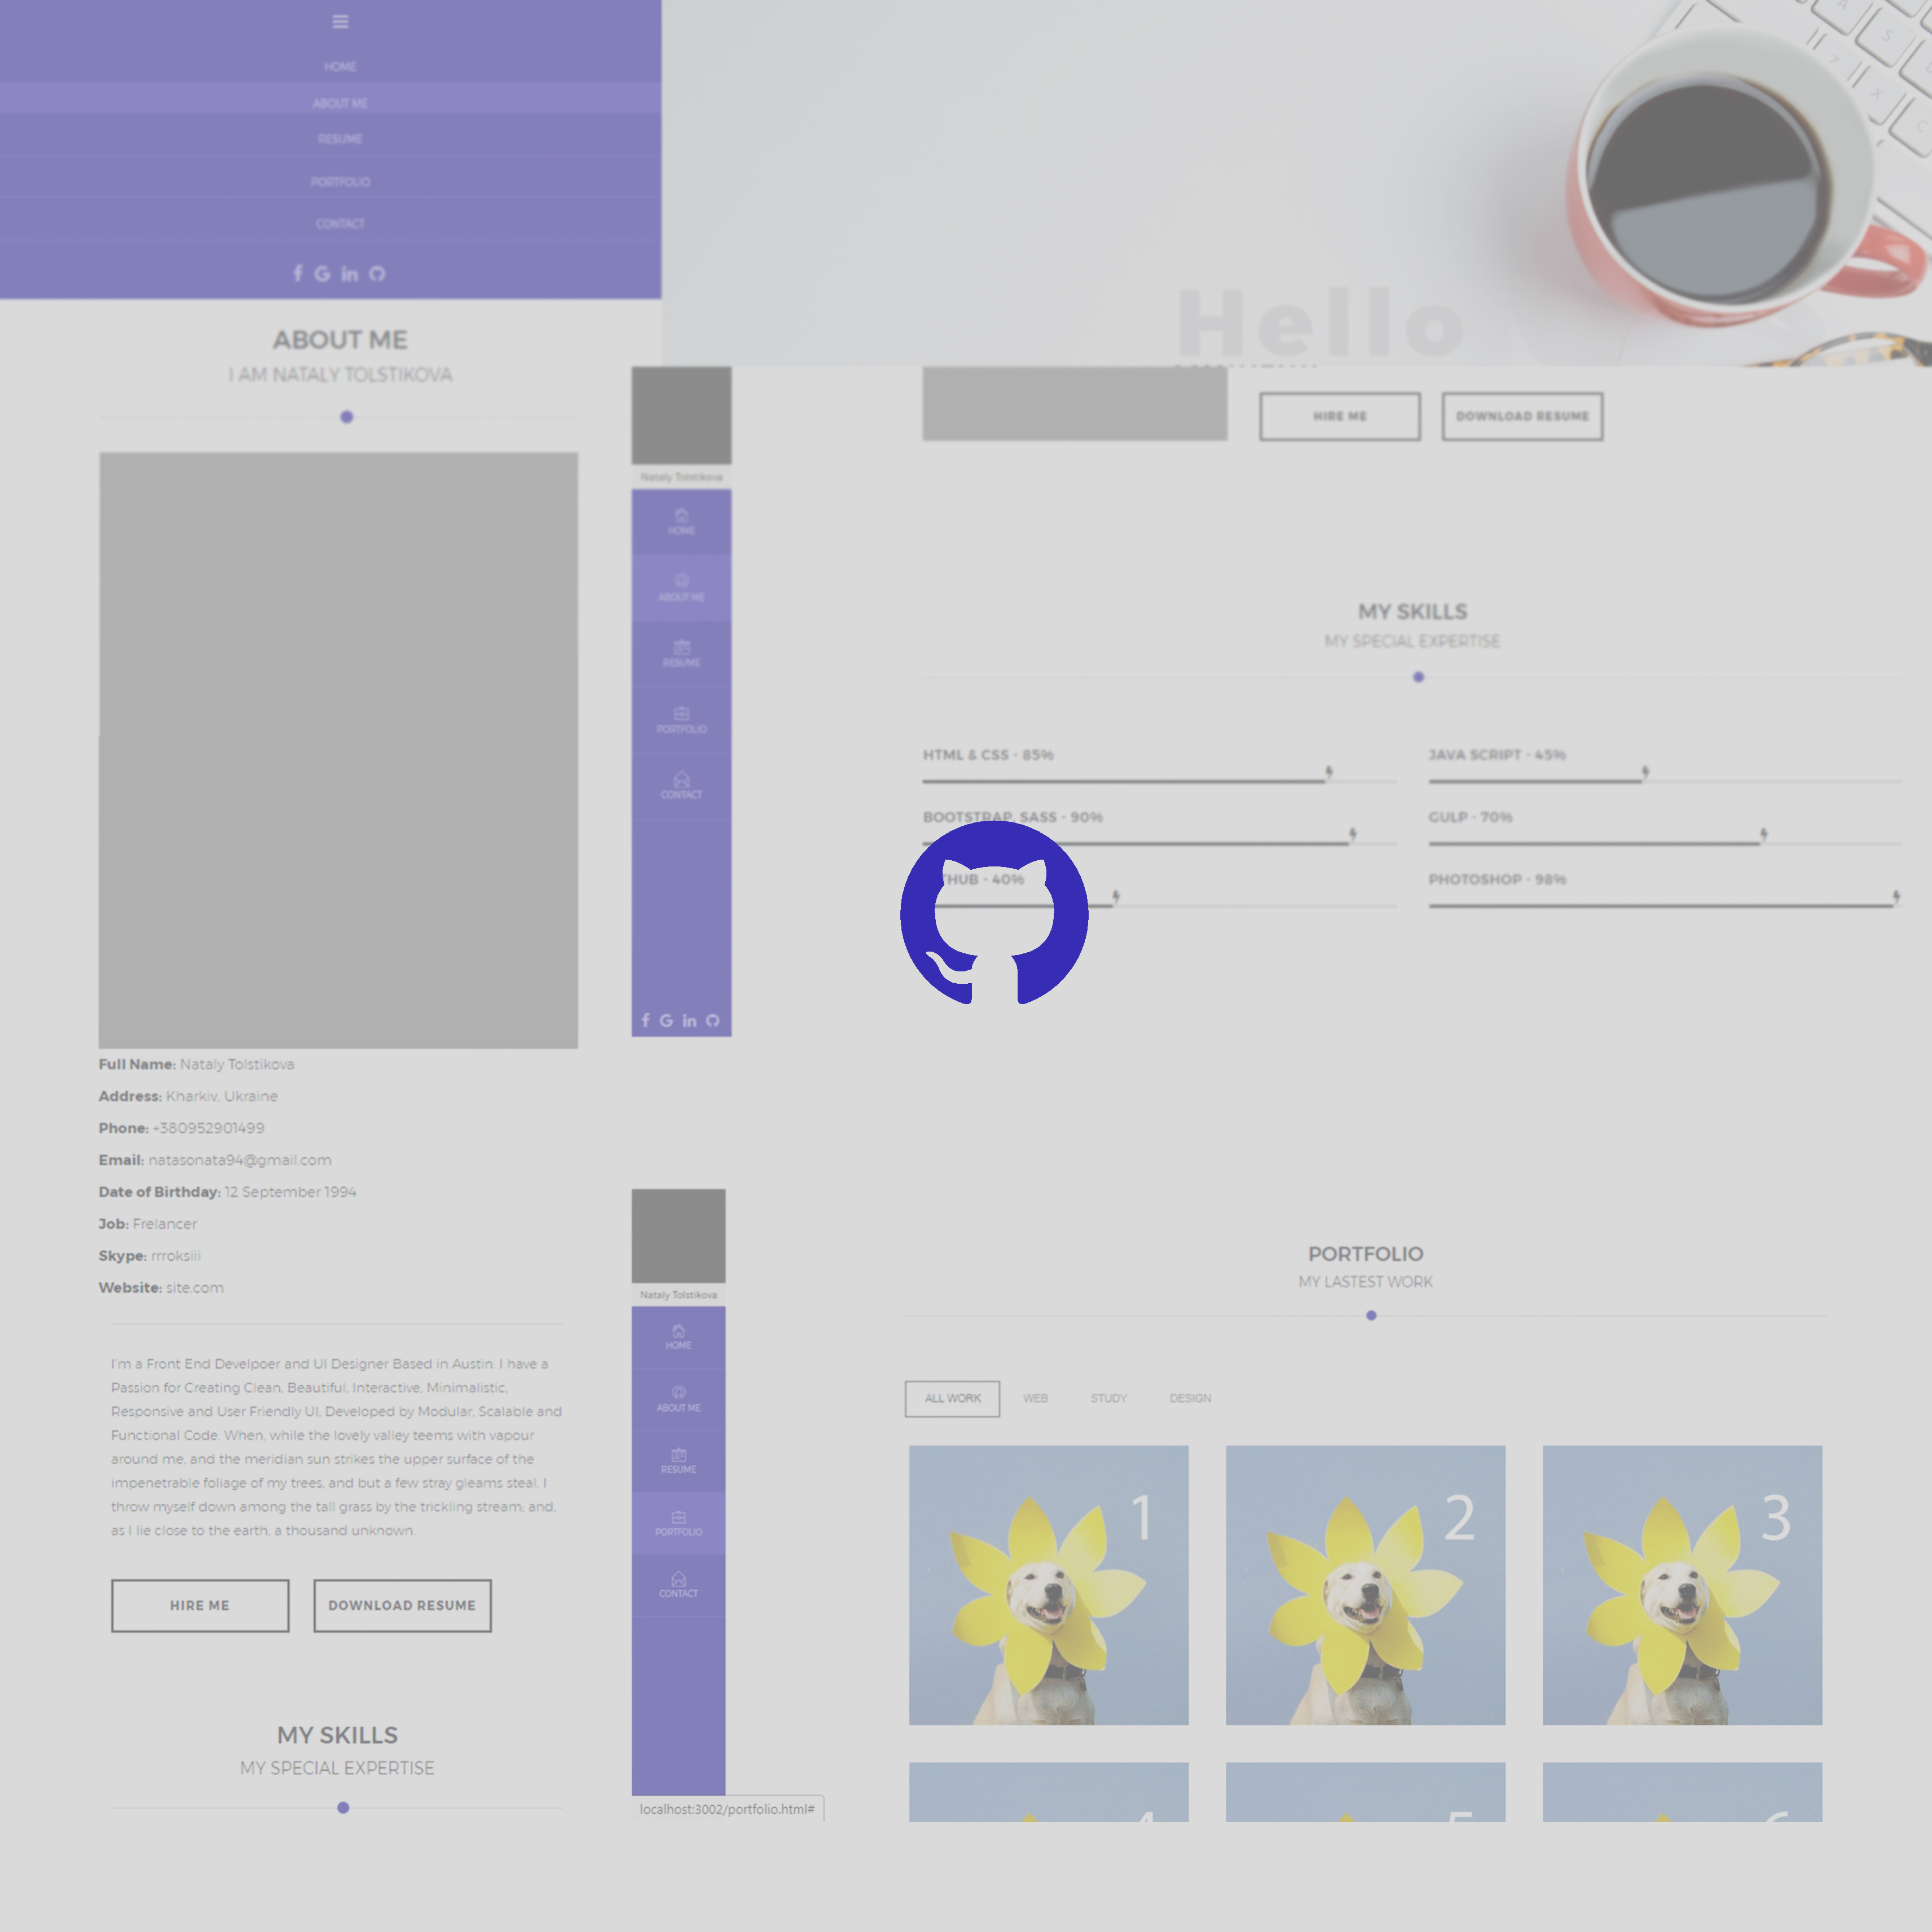 HOME
ABOUT ME
RESUME
PORTFOLIO
CONTACT
f G in
ABOUT ME
I AM NATALY TOLSTIKOVA
Full Name: Nataly Tolstikova
Address: Kharkiv, Ukraine
Phone: +380952901499
Email: natasonata94@gmail.com
Date of Birthday: 12 September 1994
Job: Frelancer
Skype: rrroksiii
Website: site.com
I'm a Front End Develpoer and UI Designer Based in Austin. I have a
Passion for Creating Clean, Beautiful, Interactive, Minimalistic,
Responsive and User Friendly UI, Developed by Modular, Scalable and
Functional Code. When, while the lovely valley teems with vapour
around me, and the meridian sun strikes the upper surface of the
impenetrable foliage of my trees, and but a few stray gleams steal. I
throw myself down among the tall grass by the trickling stream; and,
as I lie close to the earth, a thousand unknown.
HIRE ME
DOWNLOAD RESUME
MY SKILLS
MY SPECIAL EXPERTISE
Hello
Nataly Tolstikova
HOME
ABOUT ME
RESUME
PORTFOLIO
CONTACT
f G in
HIRE ME
DOWNLOAD RESUME
MY SKILLS
MY SPECIAL EXPERTISE
HTML & CSS - 85%
JAVA SCRIPT - 45%
BOOTSTRAP, SASS - 90%
GULP - 70%
THUB - 40%
PHOTOSHOP - 98%
Nataly Tolstikova
HOME
ABOUT ME
RESUME
PORTFOLIO
CONTACT
localhost:3002/portfolio.html#
PORTFOLIO
MY LASTEST WORK
ALL WORK
WEB
STUDY
DESIGN
1
2
3